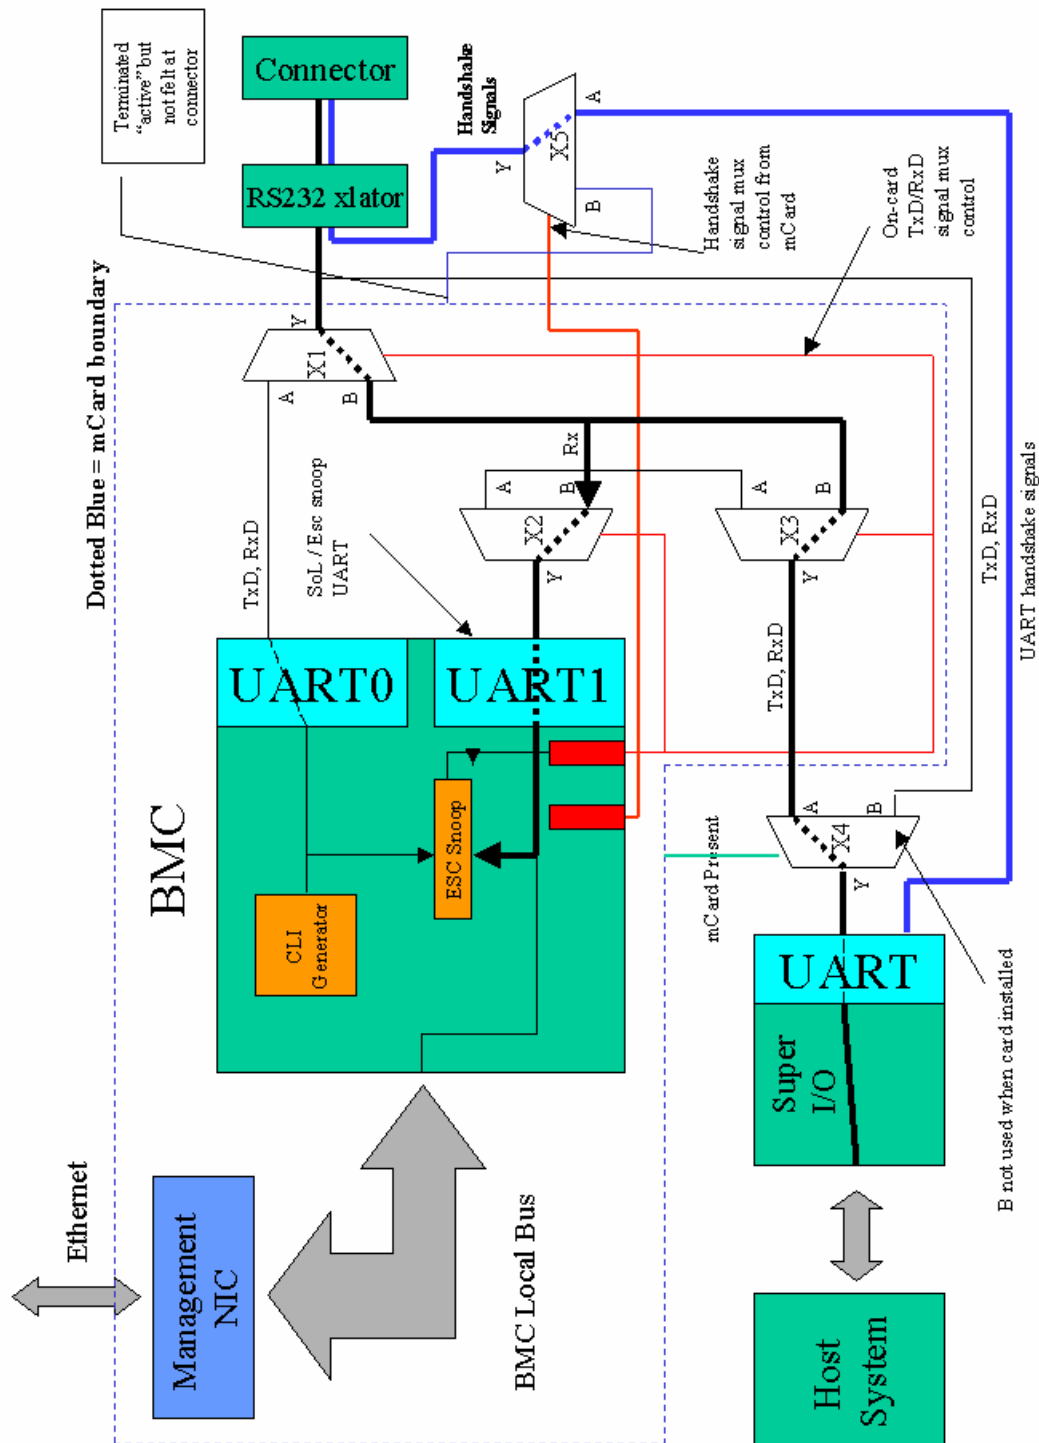 Terminated
"active" but
not felt at
connector
Connector
RS232 xlator
Handshake
Signals
Y
X5
A
B
Handshake
signal mux
control from
mCard
On-card
TxD/RxD
signal mux
control
Dotted Blue = mCard boundary
Y
X1
A
B
TxD, RxD
SoL / Esc snoop
UART
Rx
A
B
X2
Y
A
B
X3
Y
TxD, RxD
TxD, RxD
UART handshake signals
BMC
UART0
UART1
ESC Snoop
CLI
Generator
mCard Present
A
B
X4
Y
UART
Super
I/O
B not used when card installed
Ethernet
Management
NIC
BMC Local Bus
Host
System